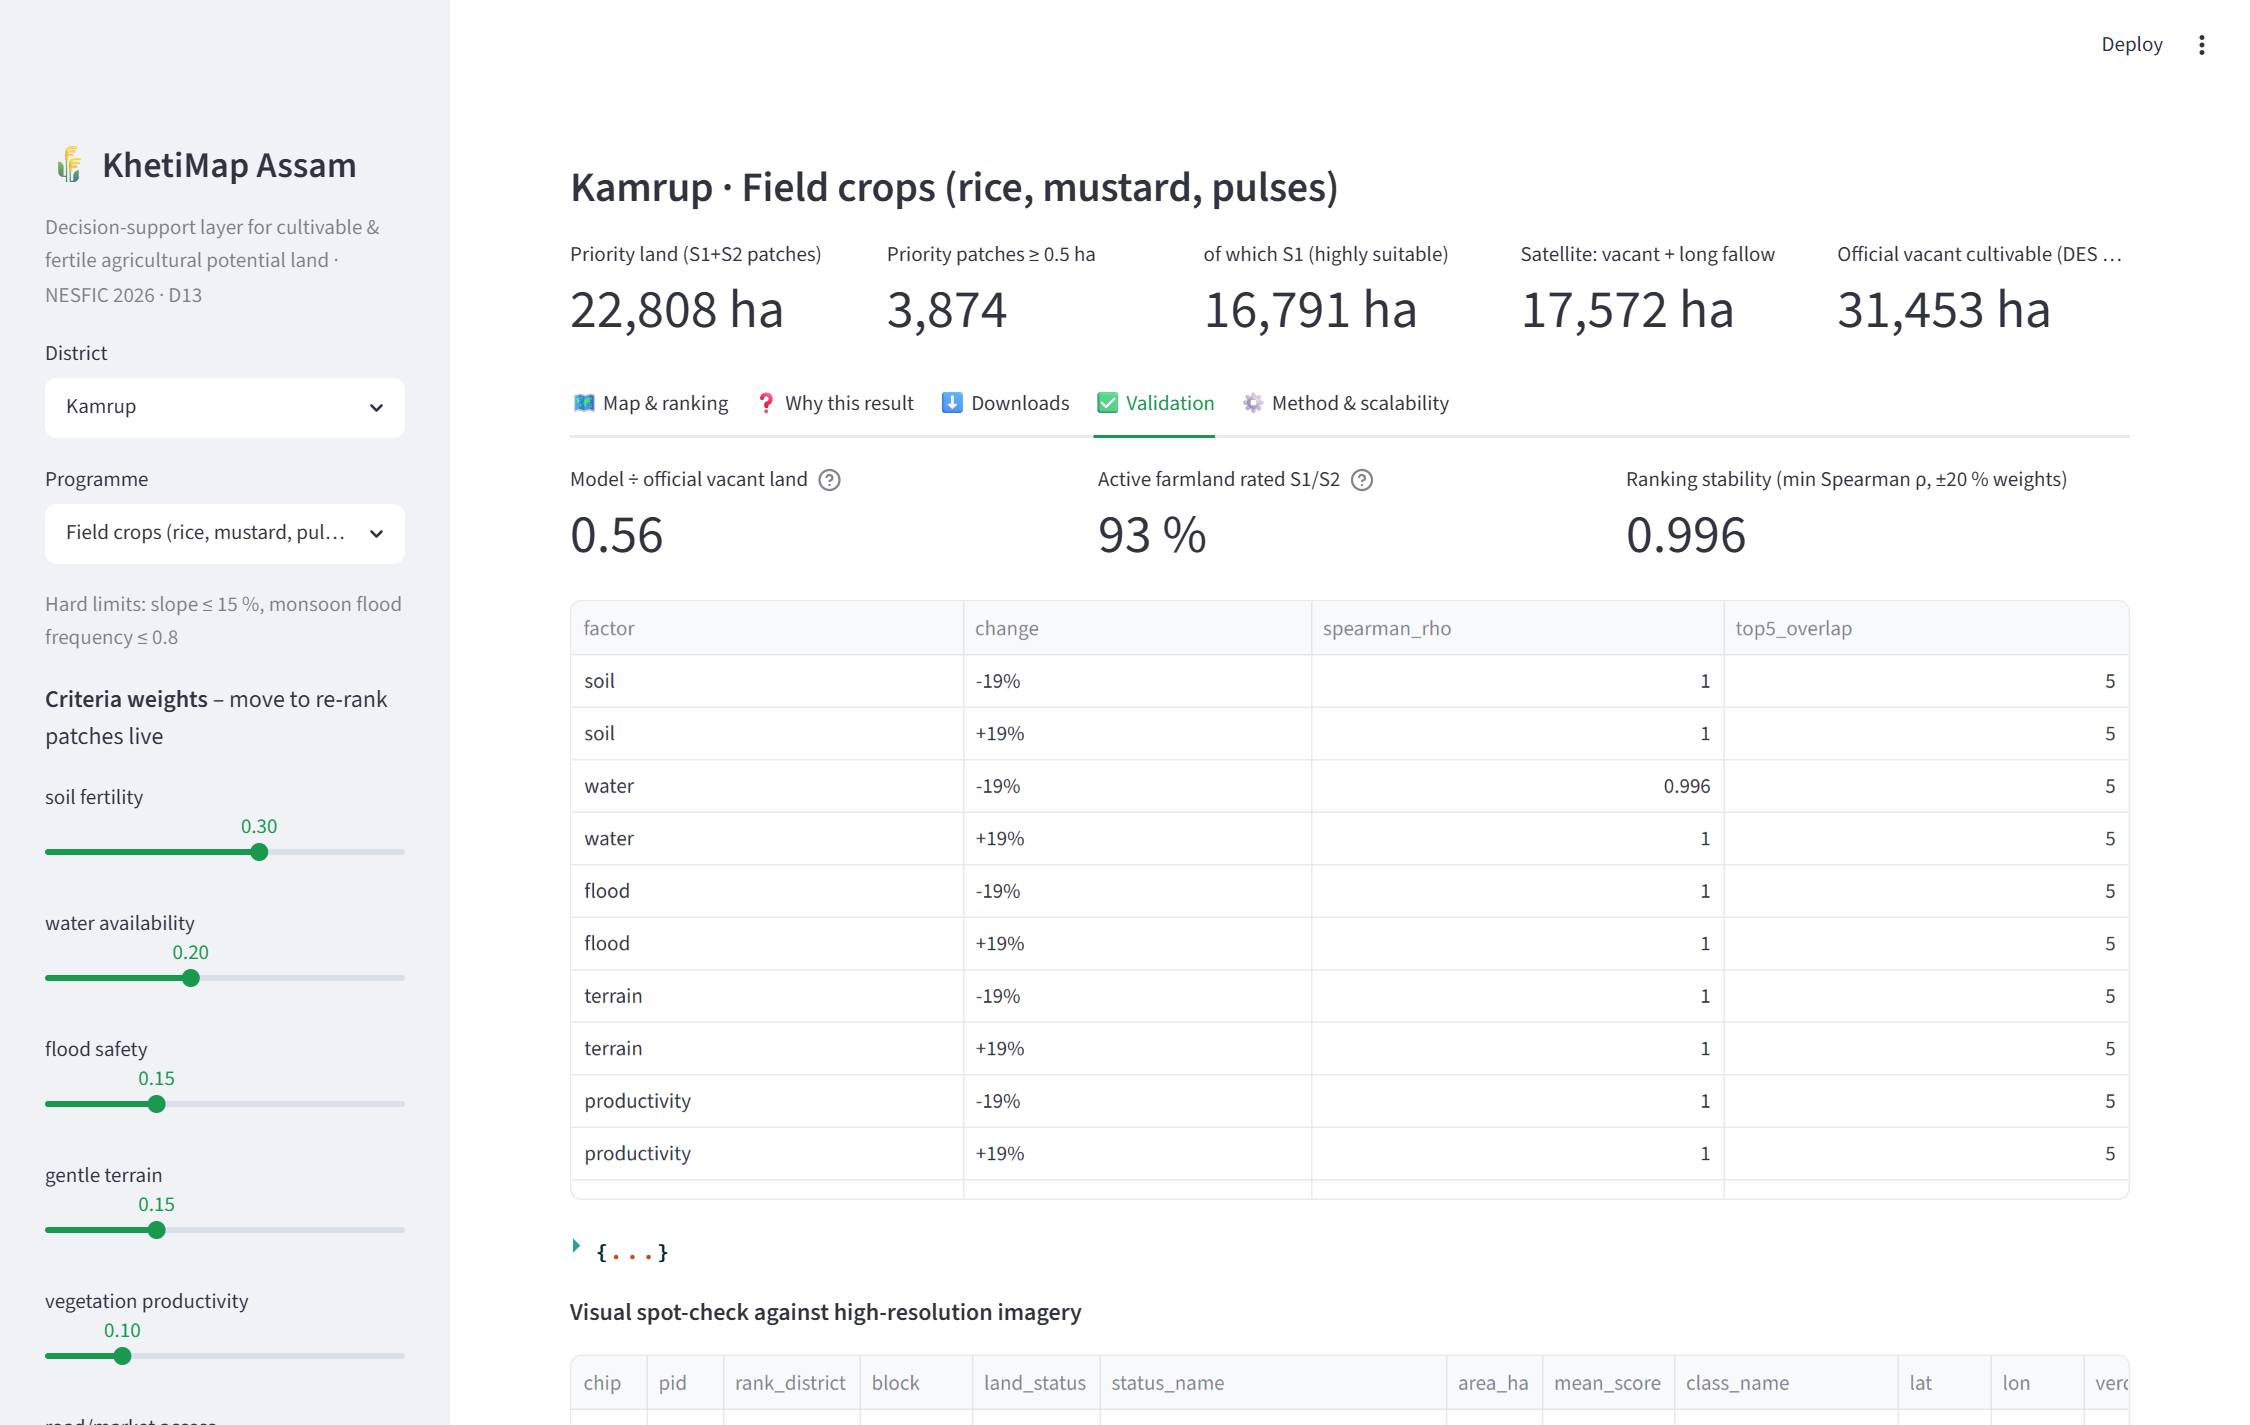 Deploy
KhetiMap Assam
Decision-support layer for cultivable &
fertile agricultural potential land ·
NESFIC 2026 · D13
District
Kamrup
Programme
Field crops (rice, mustard, pul…
Hard limits: slope ≤ 15 %, monsoon flood
frequency ≤ 0.8
Criteria weights – move to re-rank
patches live
soil fertility
0.30
water availability
0.20
flood safety
0.15
gentle terrain
0.15
vegetation productivity
0.10
road/market access
Kamrup · Field crops (rice, mustard, pulses)
Priority land (S1+S2 patches)
22,808 ha
Priority patches ≥ 0.5 ha
3,874
of which S1 (highly suitable)
16,791 ha
Satellite: vacant + long fallow
17,572 ha
Official vacant cultivable (DES …
31,453 ha
Map & ranking Why this result Downloads Validation Method & scalability
Model ÷ official vacant land
0.56
Active farmland rated S1/S2
93 %
Ranking stability (min Spearman ρ, ±20 % weights)
0.996
factor change spearman_rho top5_overlap
soil -19% 1 5
soil +19% 1 5
water -19% 0.996 5
water +19% 1 5
flood -19% 1 5
flood +19% 1 5
terrain -19% 1 5
terrain +19% 1 5
productivity -19% 1 5
productivity +19% 1 5
{...}
Visual spot-check against high-resolution imagery
chip pid rank_district block land_status status_name area_ha mean_score class_name lat lon